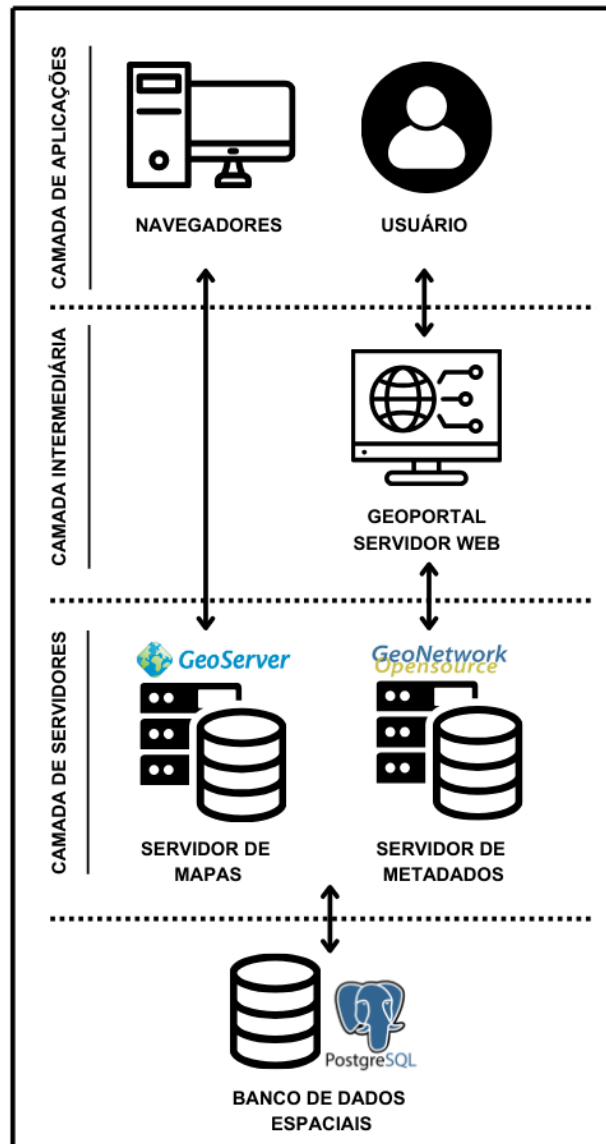 CAMADA DE APLICAÇÕES
NAVEGADORES
USUÁRIO
CAMADA INTERMEDIÁRIA
GEOPORTAL
SERVIDOR WEB
CAMADA DE SERVIDORES
GeoServer
GeoNetwork
Opensource
SERVIDOR DE
MAPAS
SERVIDOR DE
METADADOS
PostgreSQL
BANCO DE DADOS
ESPACIAIS